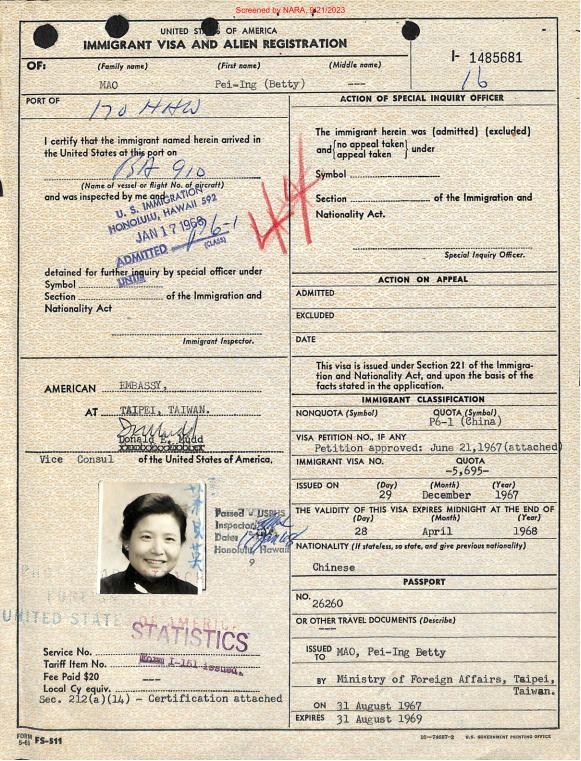 Screened by NARA, 9/21/2023
UNITED STATES OF AMERICA
IMMIGRANT VISA AND ALIEN REGISTRATION
OF:
(Family name) (First name) (Middle name)
MAO Pei-Ing (Betty) ---
I- 1485681
16
PORT OF
170 HHW
I certify that the immigrant named herein arrived in
the United States at this port on
BA 910
(Name of vessel or flight No. of aircraft)
and was inspected by me and
U. S. IMMIGRATION
HONOLULU, HAWAII 592
JAN 17 1968
ADMITTED P6-1
(CLASS)
UNTIL
detained for further inquiry by special officer under
Symbol
Section of the Immigration and
Nationality Act
Immigrant Inspector.
AMERICAN EMBASSY,
AT TAIPEI, TAIWAN.
Donald E. Mudd
Vice Consul of the United States of America.
Passed - USPHS
Inspector
Date
Honolulu, Hawaii
9
UNITED STATES OF AMERICA
STATISTICS
Form I-151 issued.
Service No.
Tariff Item No.
Fee Paid $20 ---
Local Cy equiv.
Sec. 212(a)(14) - Certification attached
FORM
FS-511
ACTION OF SPECIAL INQUIRY OFFICER
The immigrant herein was (admitted) (excluded)
and {no appeal taken} under
{appeal taken}
Symbol
Section of the Immigration and
Nationality Act.
Special Inquiry Officer.
ACTION ON APPEAL
ADMITTED
EXCLUDED
DATE
This visa is issued under Section 221 of the Immigra-
tion and Nationality Act, and upon the basis of the
facts stated in the application.
IMMIGRANT CLASSIFICATION
NONQUOTA (Symbol) QUOTA (Symbol)
P6-1 (China)
VISA PETITION NO., IF ANY
Petition approved: June 21,1967(attached)
IMMIGRANT VISA NO. QUOTA
-5,695-
ISSUED ON (Day) (Month) (Year)
29 December 1967
THE VALIDITY OF THIS VISA EXPIRES MIDNIGHT AT THE END OF
(Day) (Month) (Year)
28 April 1968
NATIONALITY (If stateless, so state, and give previous nationality)
Chinese
PASSPORT
NO. 26260
OR OTHER TRAVEL DOCUMENTS (Describe)
---
ISSUED TO MAO, Pei-Ing Betty
BY Ministry of Foreign Affairs, Taipei,
Taiwan.
ON 31 August 1967
EXPIRES 31 August 1969
16-74687-2 U.S. GOVERNMENT PRINTING OFFICE